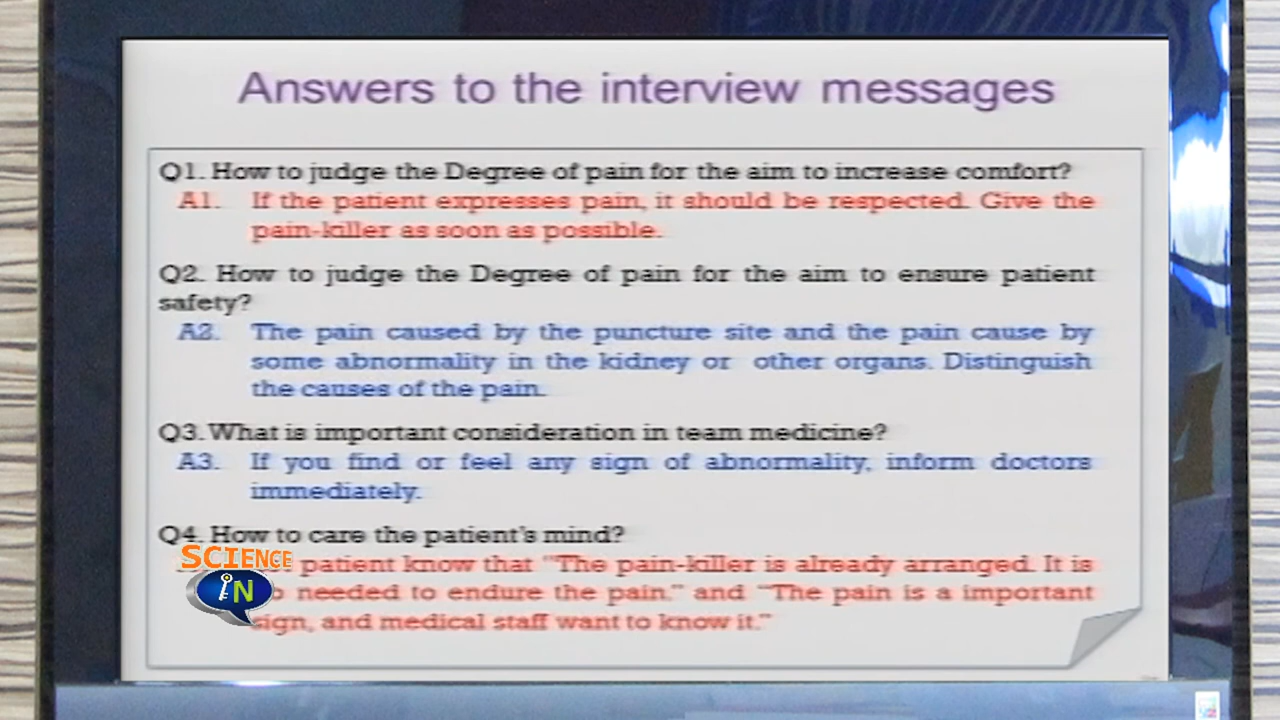 Answers to the interview messages
Q1. How to judge the Degree of pain for the aim to increase comfort?
A1. If the patient expresses pain, it should be respected. Give the
pain-killer as soon as possible.
Q2. How to judge the Degree of pain for the aim to ensure patient
safety?
A2. The pain caused by the puncture site and the pain cause by
some abnormality in the kidney or other organs. Distinguish
the causes of the pain.
Q3. What is important consideration in team medicine?
A3. If you find or feel any sign of abnormality, inform doctors
immediately.
Q4. How to care the patient's mind?
patient know that "The pain-killer is already arranged. It is
needed to endure the pain." and "The pain is a important
sign, and medical staff want to know it."
SCIENCE
iN